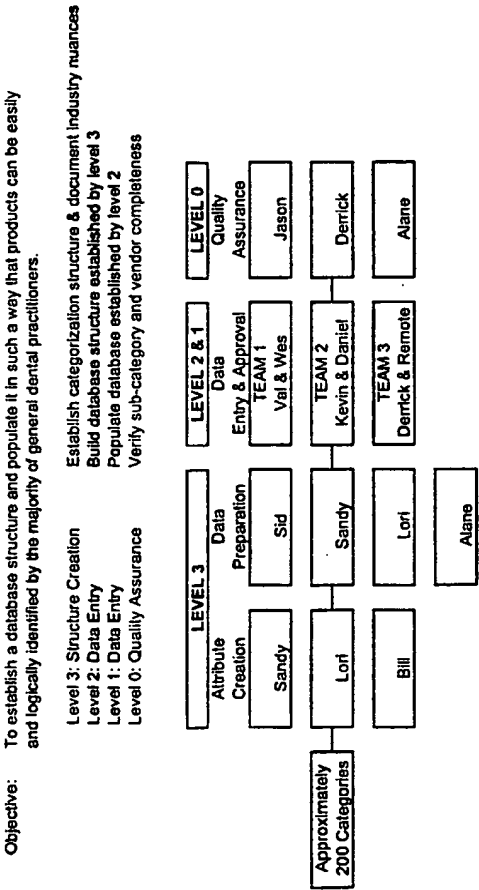 Objective: To establish a database structure and populate it in such a way that products can be easily
and logically identified by the majority of general dental practitioners.
Level 3: Structure Creation Establish categorization structure & document industry nuances
Level 2: Data Entry Build database structure established by level 3
Level 1: Data Entry Populate database established by level 2
Level 0: Quality Assurance Verify sub-category and vendor completeness
LEVEL 3 LEVEL 2 & 1 LEVEL 0
Attribute Data Data Quality
Creation Preparation Entry & Approval Assurance
Sandy
Sid
TEAM 1
Val & Wes
Jason
Approximately
200 Categories
Lori
Sandy
TEAM 2
Kevin & Daniel
Derrick
Bill
Lori
TEAM 3
Derrick & Remote
Alane
Alane